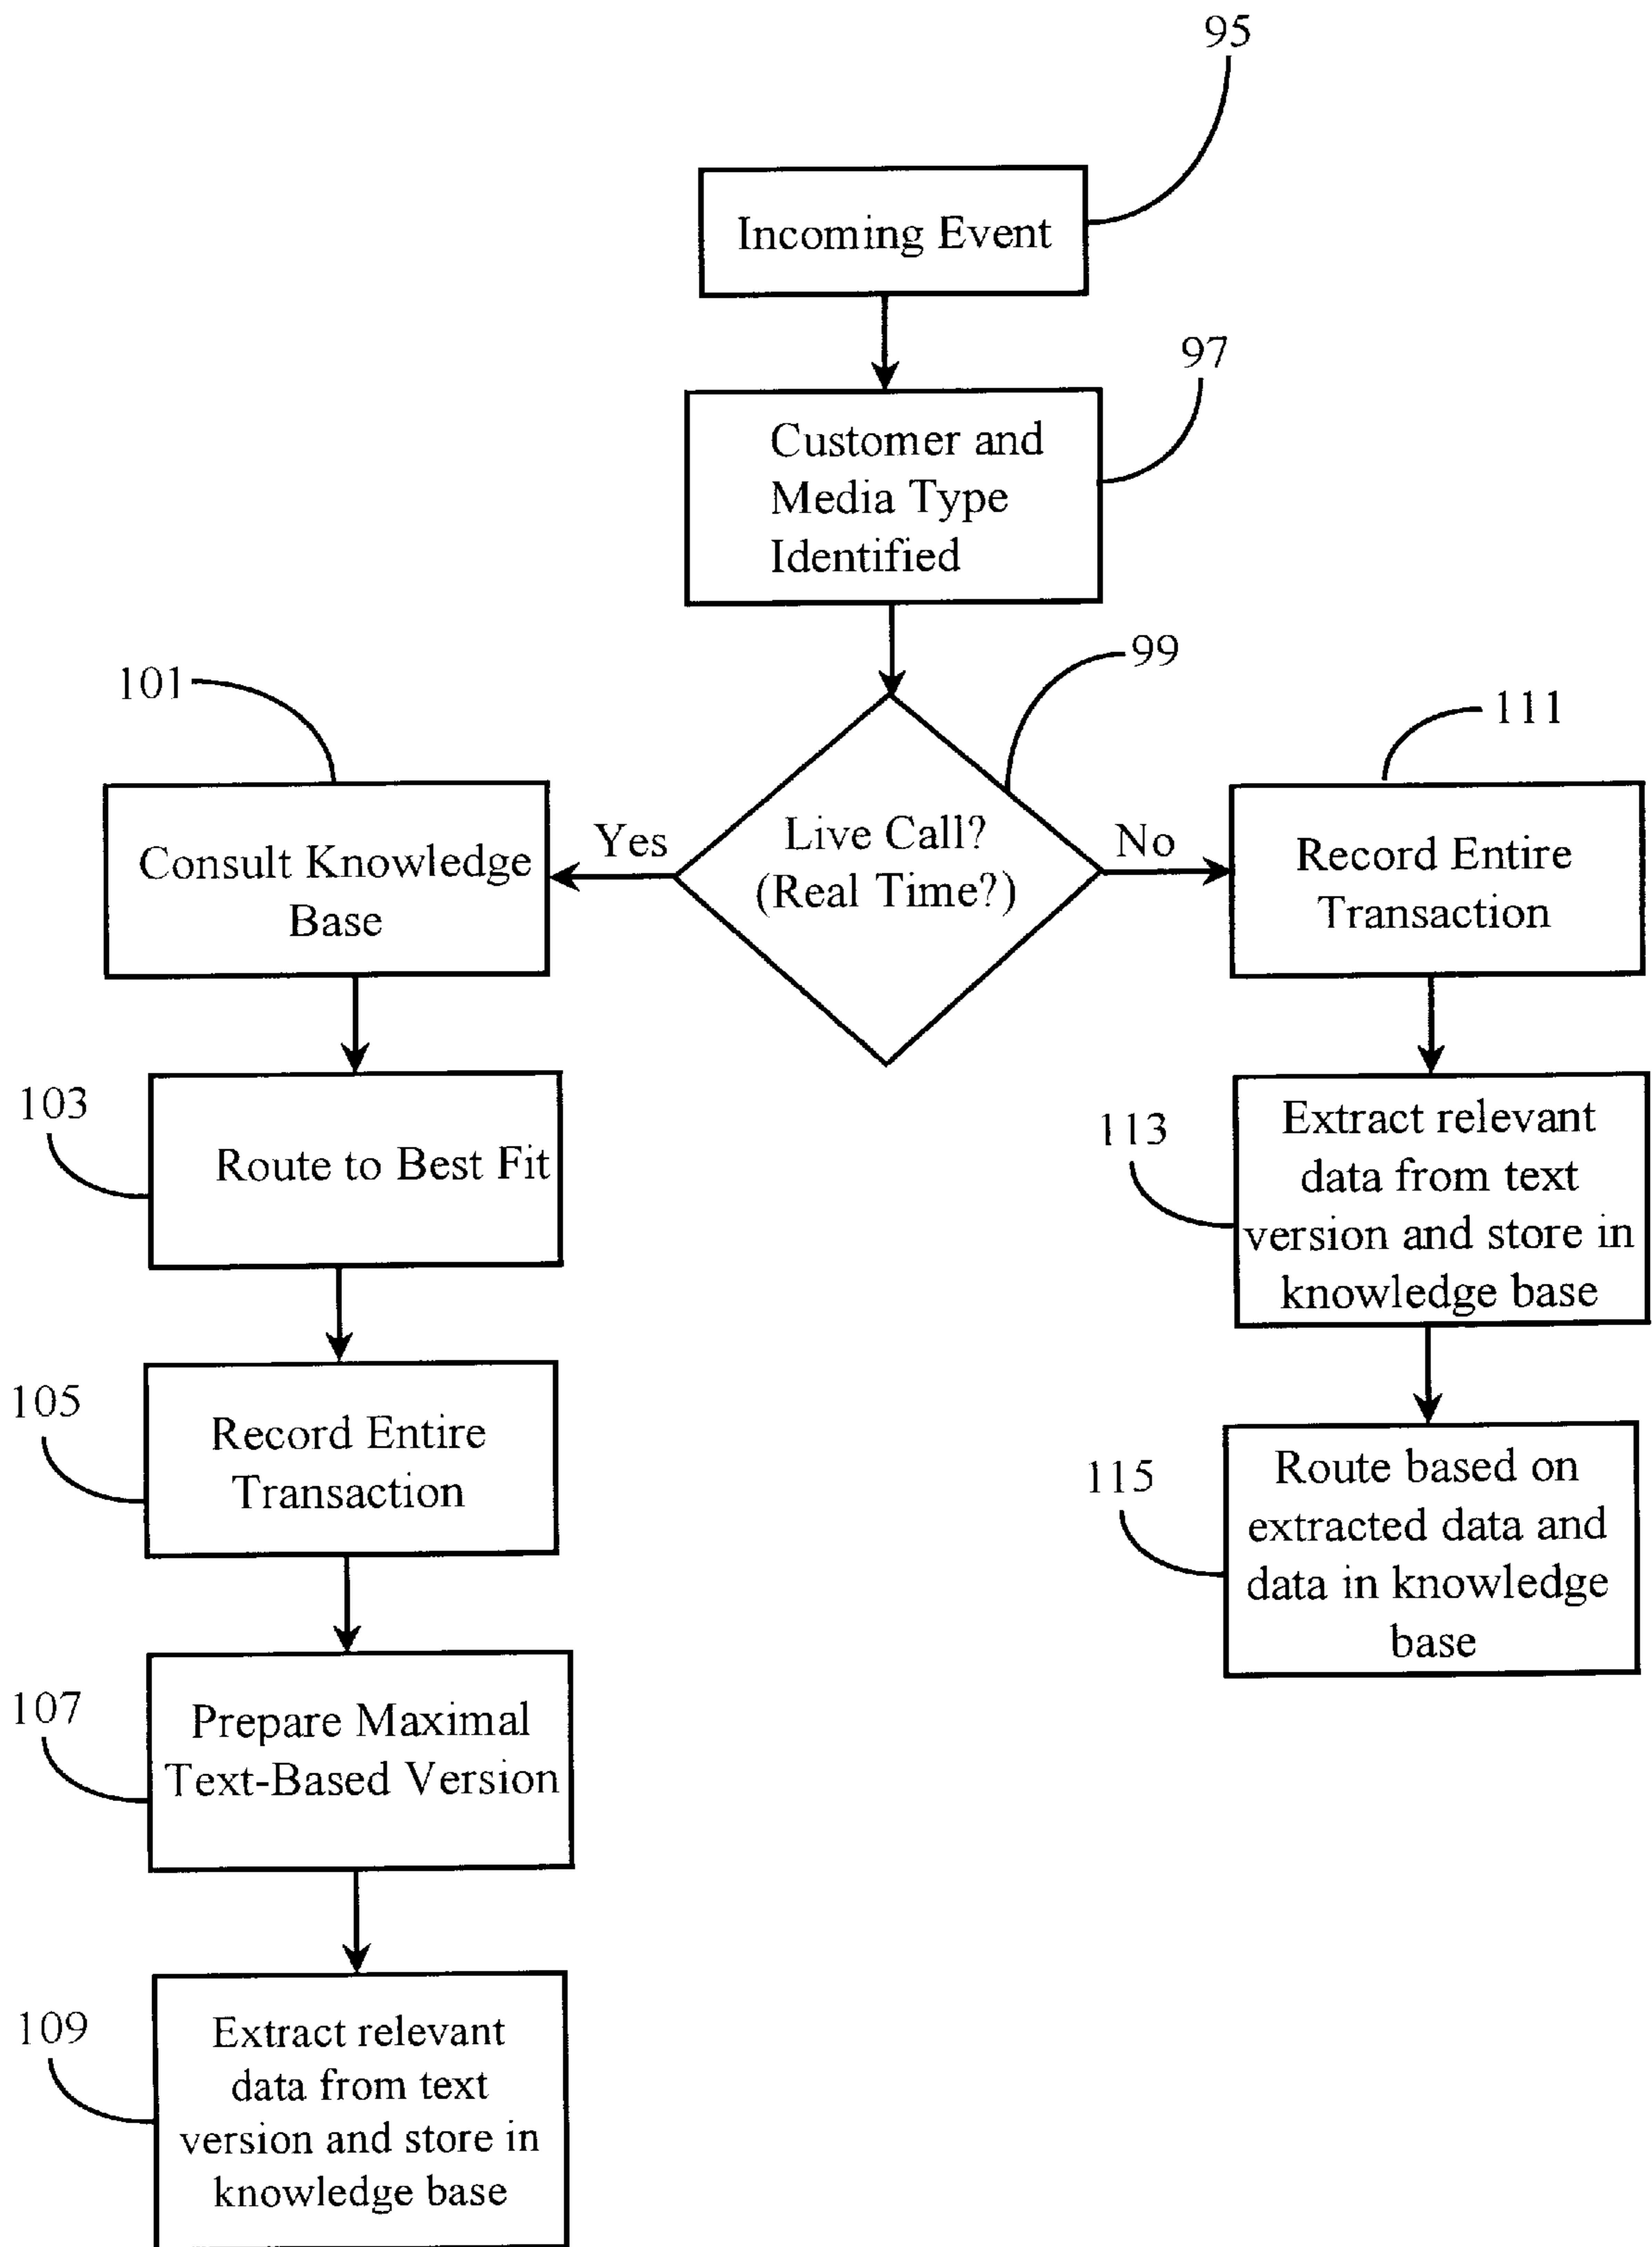 95
Incoming Event
97
Customer and
Media Type
Identified
99
101
111
Live Call?
(Real Time?)
Yes
No
Consult Knowledge
Base
Record Entire
Transaction
103
Route to Best Fit
113
Extract relevant
data from text
version and store in
knowledge base
105
Record Entire
Transaction
115
Route based on
extracted data and
data in knowledge
base
107
Prepare Maximal
Text-Based Version
109
Extract relevant
data from text
version and store in
knowledge base